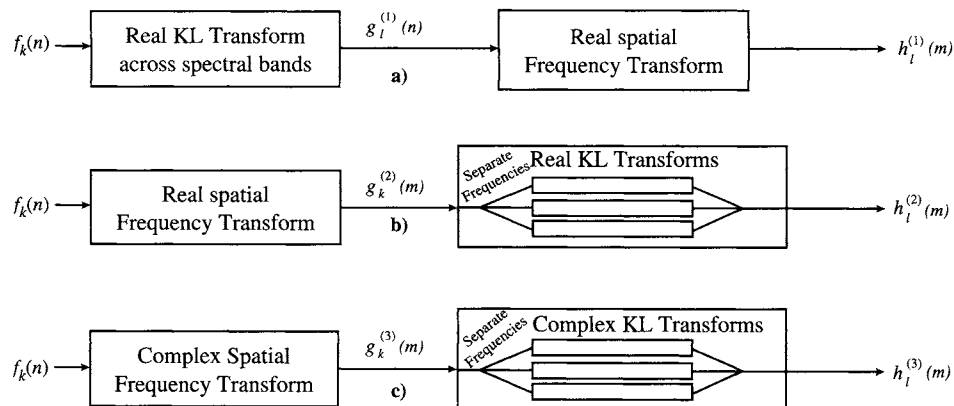 f_k(n)
Real KL Transform
across spectral bands
g_l^(1)(n)
a)
Real spatial
Frequency Transform
h_l^(1)(m)
f_k(n)
Real spatial
Frequency Transform
g_k^(2)(m)
b)
Separate
Frequencies
Real KL Transforms
h_l^(2)(m)
f_k(n)
Complex Spatial
Frequency Transform
g_k^(3)(m)
c)
Separate
Frequencies
Complex KL Transforms
h_l^(3)(m)